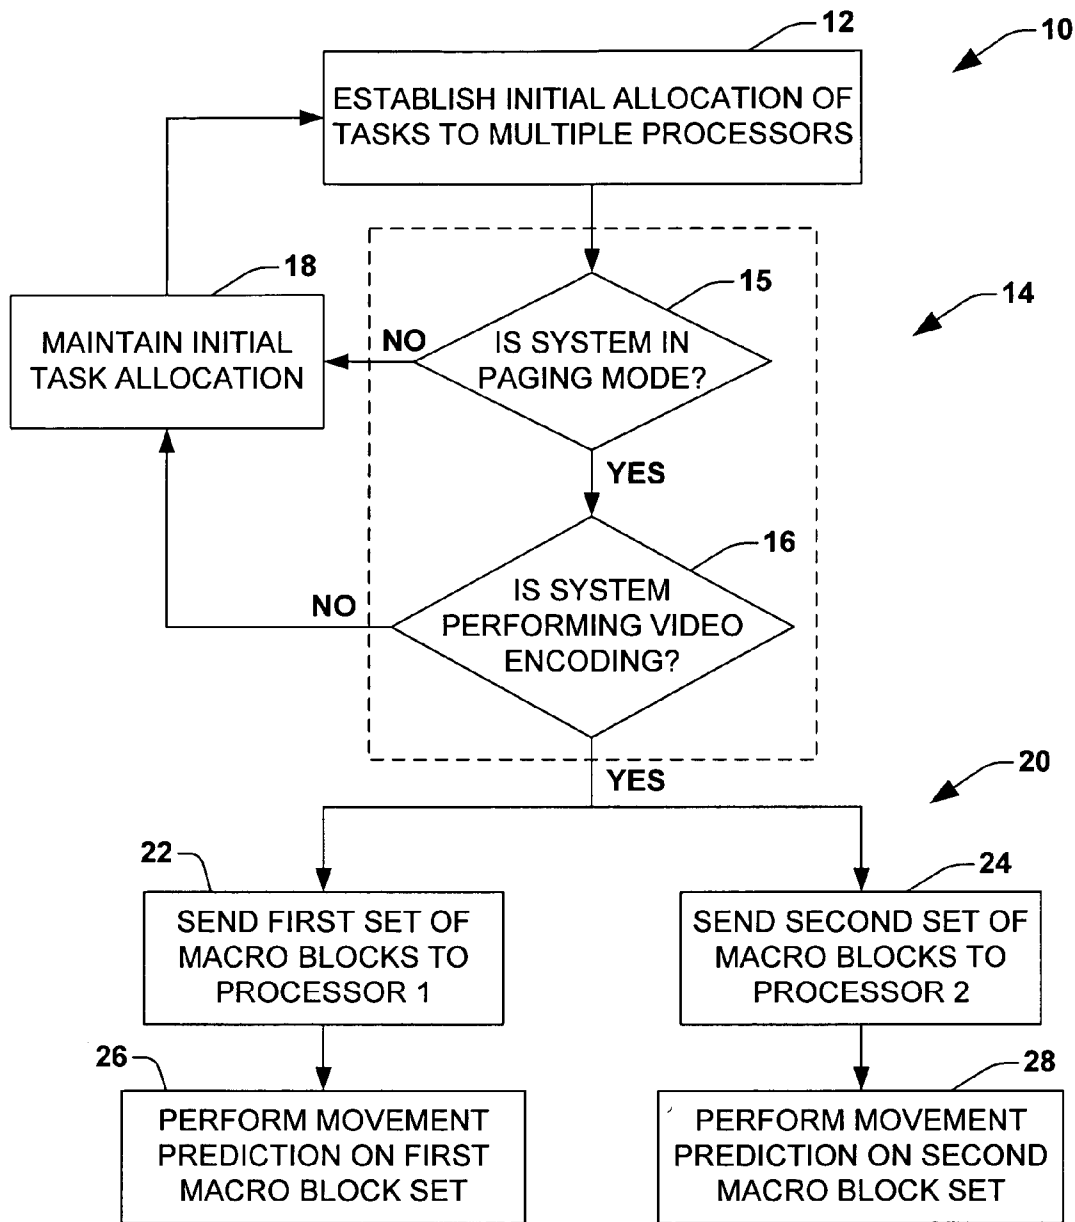 12
10
ESTABLISH INITIAL ALLOCATION OF
TASKS TO MULTIPLE PROCESSORS
18
15
14
MAINTAIN INITIAL
TASK ALLOCATION
NO
IS SYSTEM IN
PAGING MODE?
YES
16
NO
IS SYSTEM
PERFORMING VIDEO
ENCODING?
YES
20
22
24
SEND FIRST SET OF
MACRO BLOCKS TO
PROCESSOR 1
SEND SECOND SET OF
MACRO BLOCKS TO
PROCESSOR 2
26
28
PERFORM MOVEMENT
PREDICTION ON FIRST
MACRO BLOCK SET
PERFORM MOVEMENT
PREDICTION ON SECOND
MACRO BLOCK SET